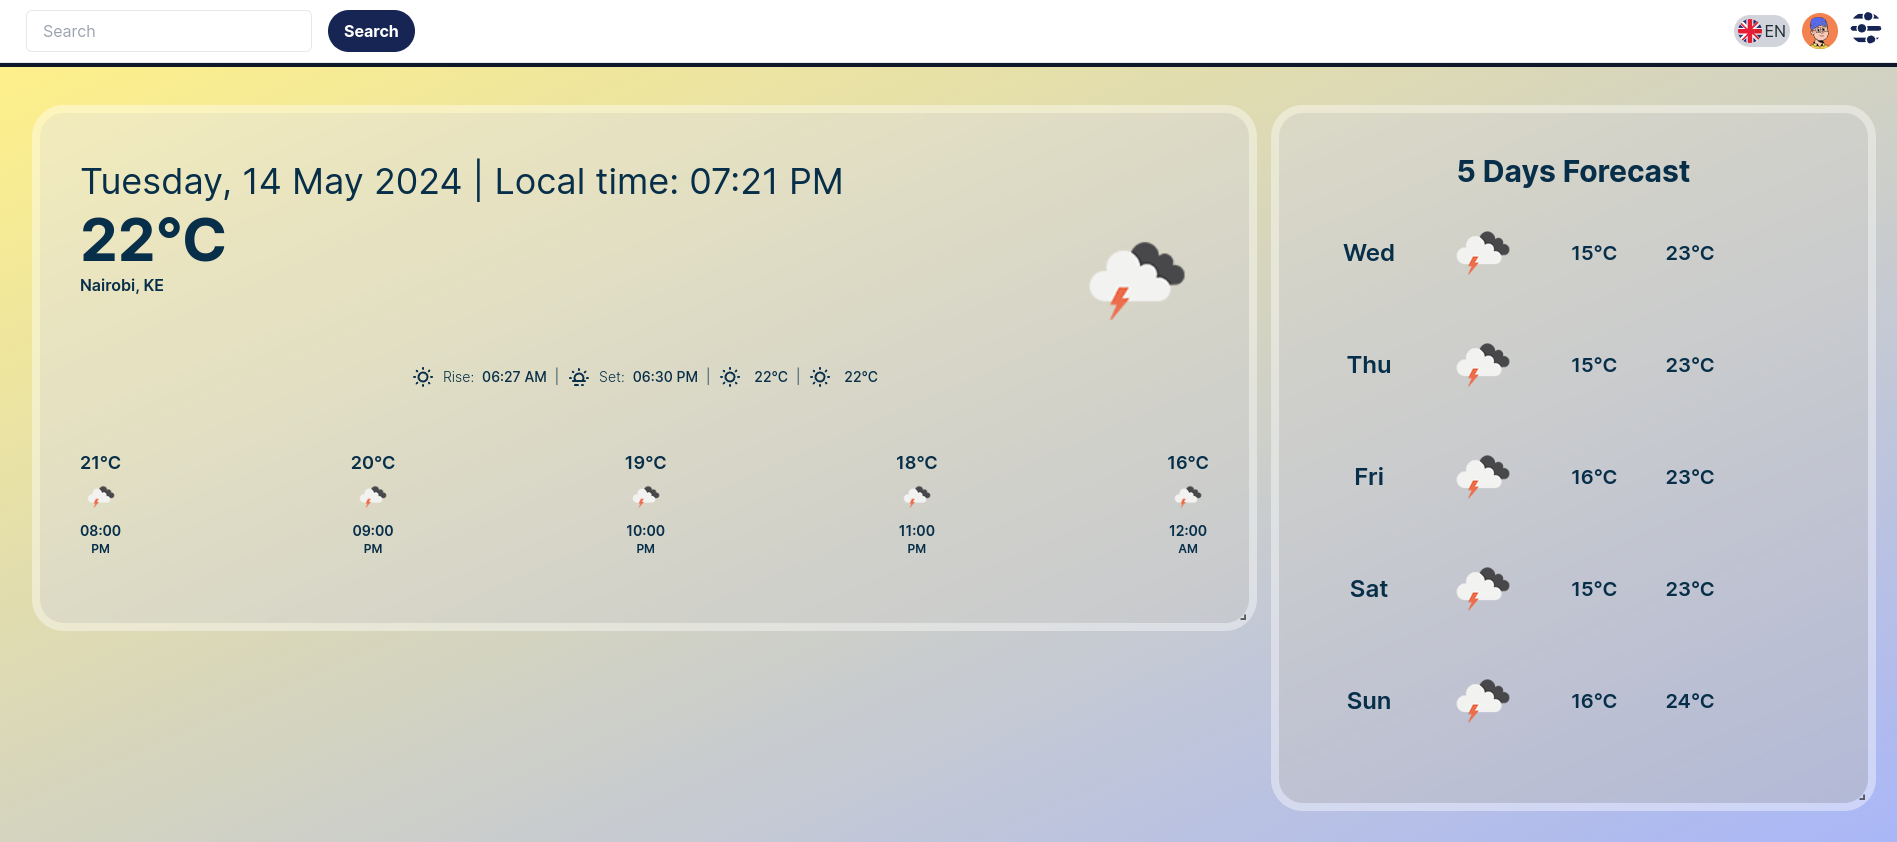 Search
Search
EN
Tuesday, 14 May 2024 | Local time: 07:21 PM
22°C
Nairobi, KE
Rise: 06:27 AM | Set: 06:30 PM | 22°C | 22°C
21°C 20°C 19°C 18°C 16°C
08:00 09:00 10:00 11:00 12:00
PM PM PM PM AM
5 Days Forecast
Wed 15°C 23°C
Thu 15°C 23°C
Fri 16°C 23°C
Sat 15°C 23°C
Sun 16°C 24°C